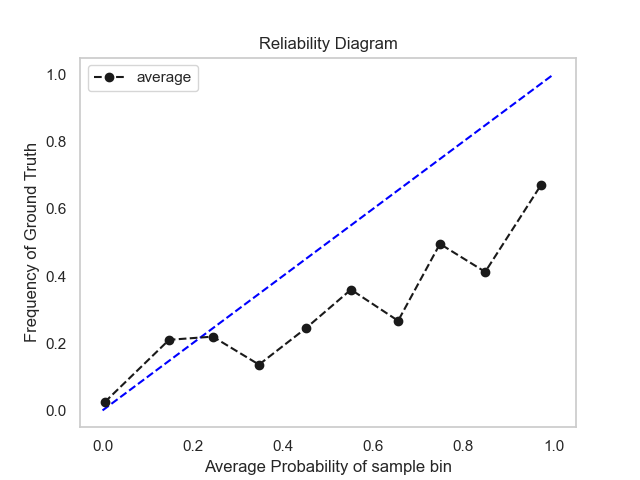 Reliability Diagram
average
Frequency of Ground Truth
1.0
0.8
0.6
0.4
0.2
0.0
0.0 0.2 0.4 0.6 0.8 1.0
Average Probability of sample bin